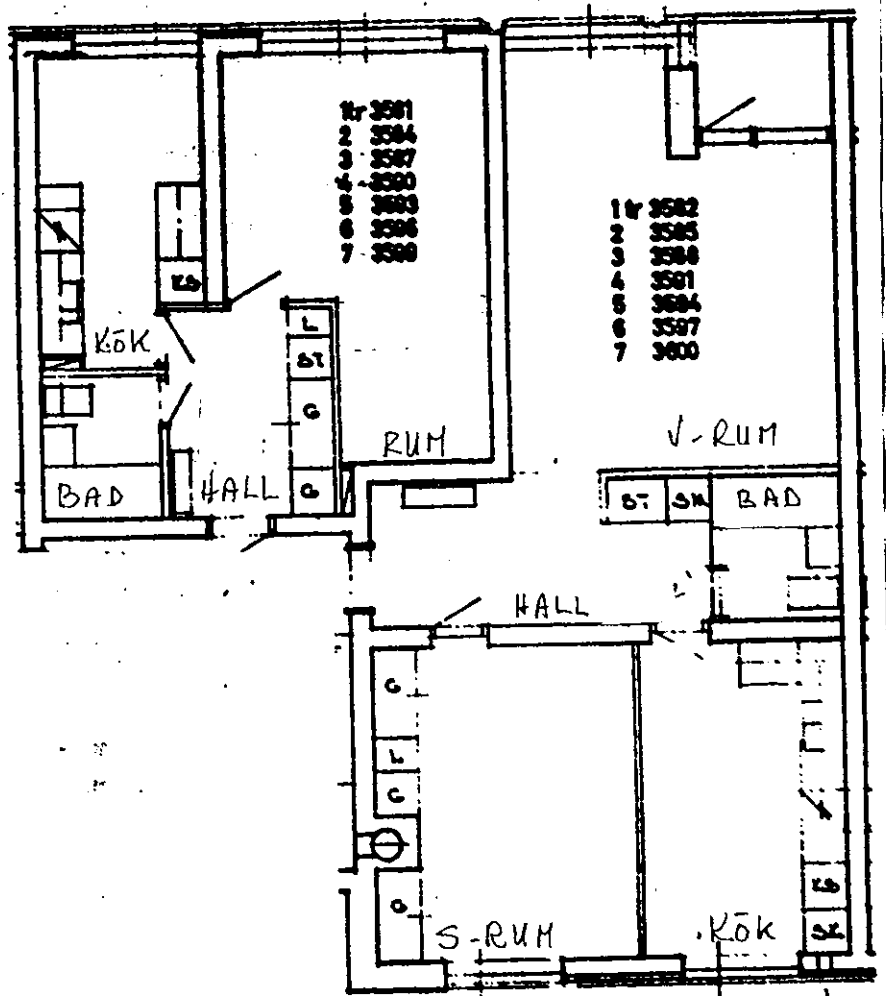 1tr 3581
2 3584
3 3587
4 - 3590
5 3593
6 3596
7 3599
1 tr 3582
2 3585
3 3588
4 3591
5 3594
6 3597
7 3600
KS
KÖK
L
ST
G
G
RUM
BAD
HALL
V-RUM
ST
SK
BAD
HALL
G
L
G
G
S-RUM
KÖK
KS
SK